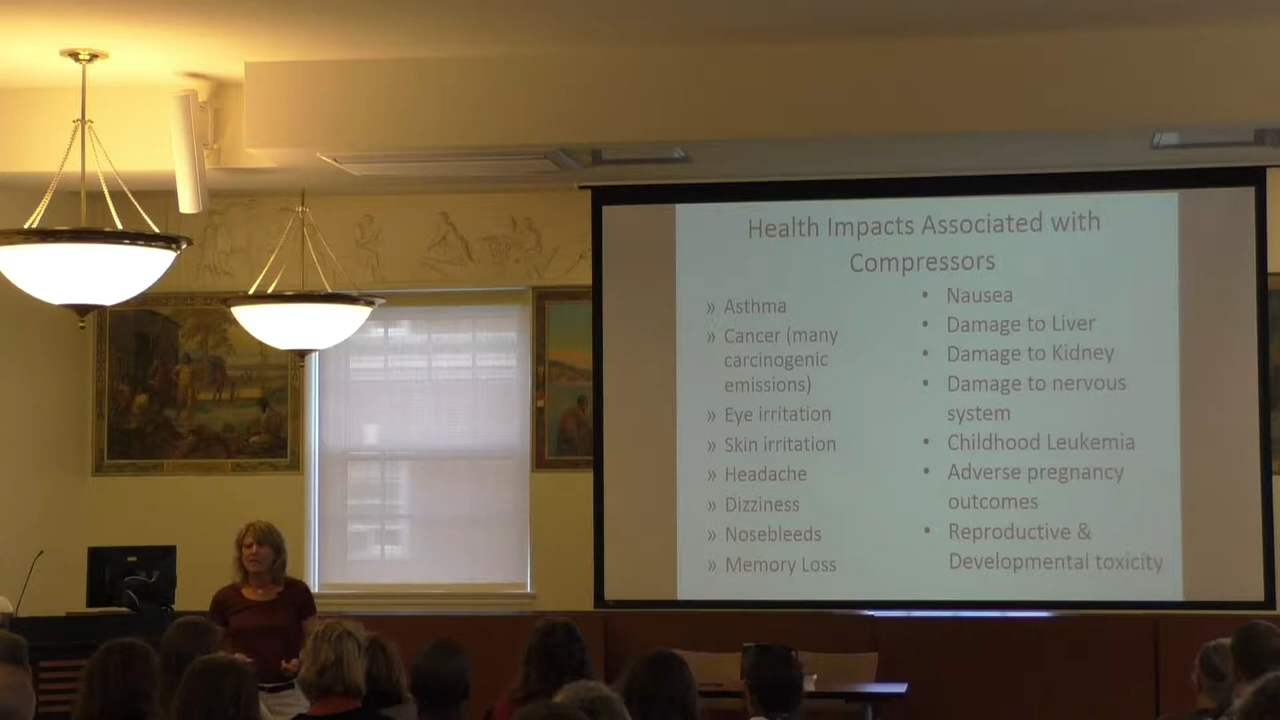 Health Impacts Associated with
Compressors
» Asthma
» Cancer (many
carcinogenic
emissions)
» Eye irritation
» Skin irritation
» Headache
» Dizziness
» Nosebleeds
» Memory Loss
• Nausea
• Damage to Liver
• Damage to Kidney
• Damage to nervous
system
• Childhood Leukemia
• Adverse pregnancy
outcomes
• Reproductive &
Developmental toxicity